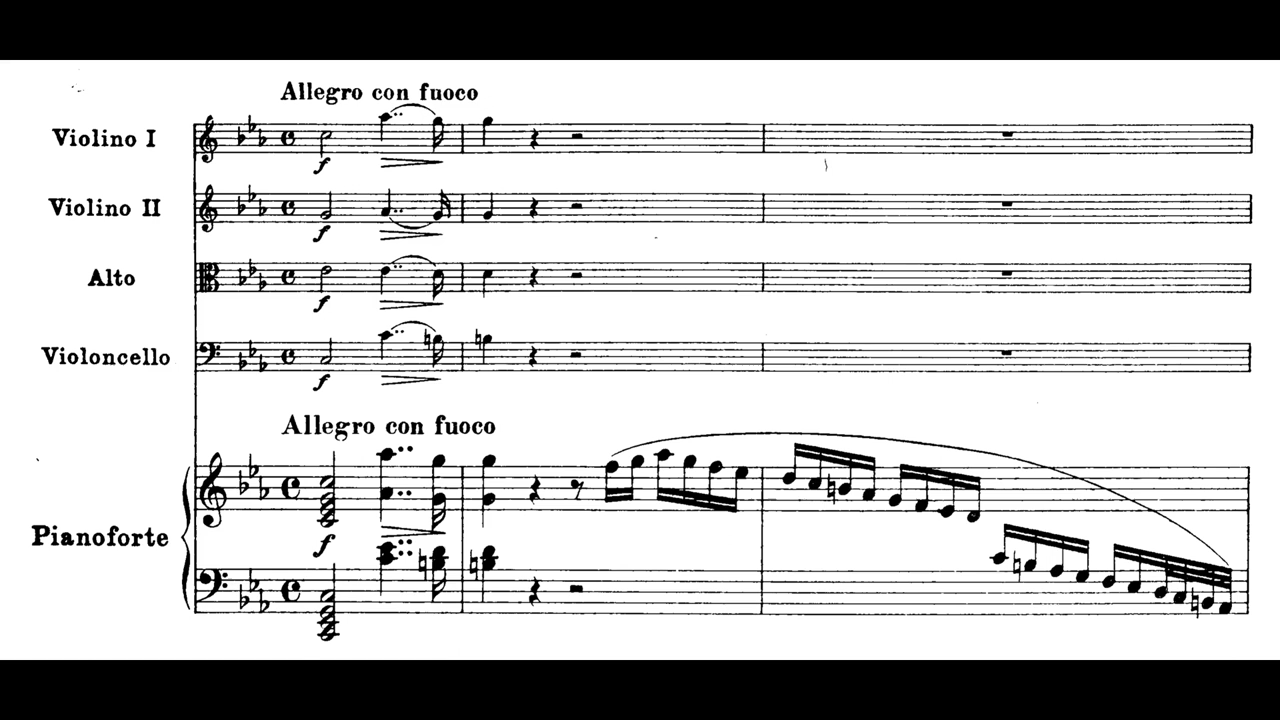 Allegro con fuoco
Violino I
f
Violino II
f
Alto
f
Violoncello
f
Allegro con fuoco
Pianoforte
f